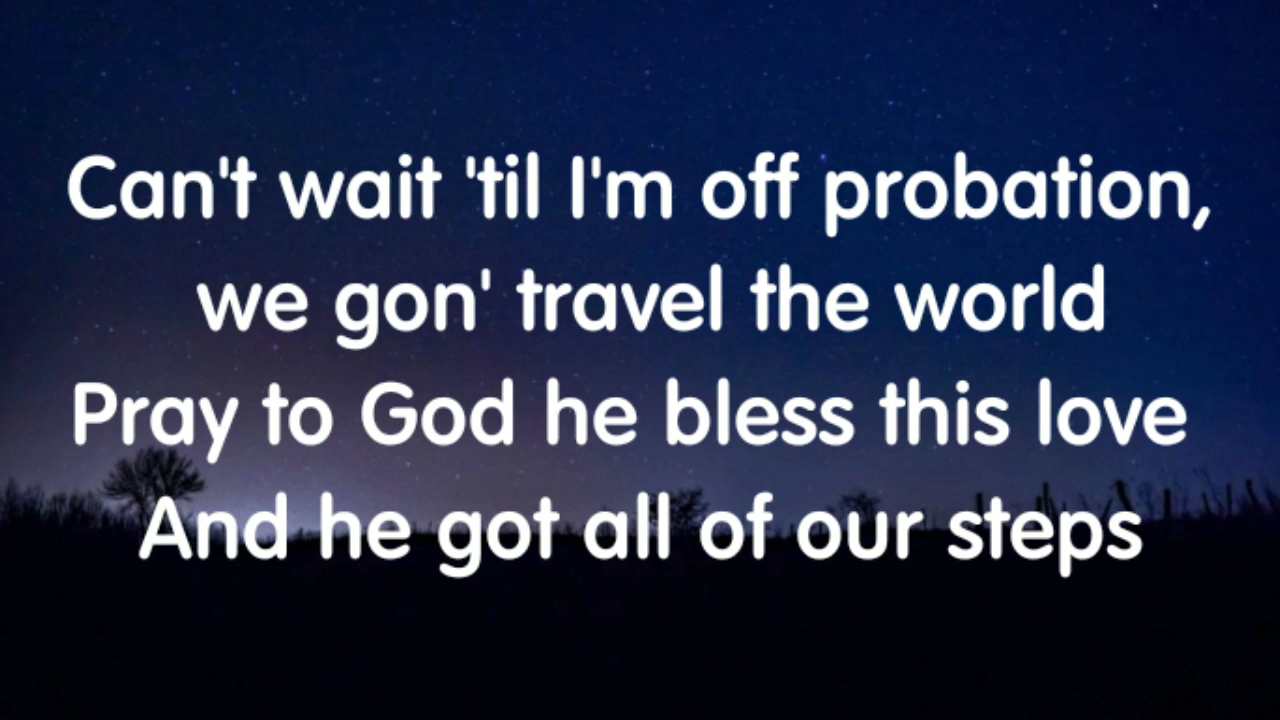 Can't wait 'til I'm off probation,
we gon' travel the world
Pray to God he bless this love
And he got all of our steps